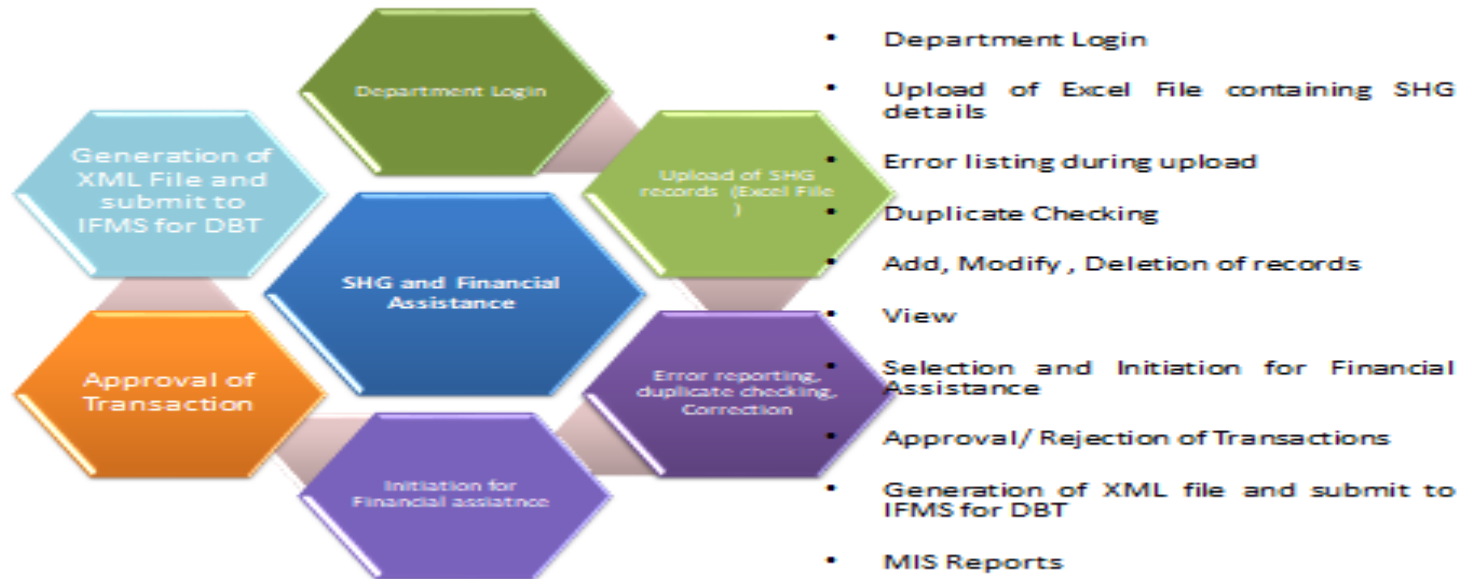 Department Login
Upload of SHG
records (Excel File
)
Error reporting,
duplicate checking,
Correction
Initiation for
Financial assiatnce
Approval of
Transaction
Generation of
XML File and
submit to
IFMS for DBT
SHG and Financial
Assistance
• Department Login
• Upload of Excel File containing SHG
details
• Error listing during upload
• Duplicate Checking
• Add, Modify , Deletion of records
• View
• Selection and Initiation for Financial
Assistance
• Approval/ Rejection of Transactions
• Generation of XML file and submit to
IFMS for DBT
• MIS Reports